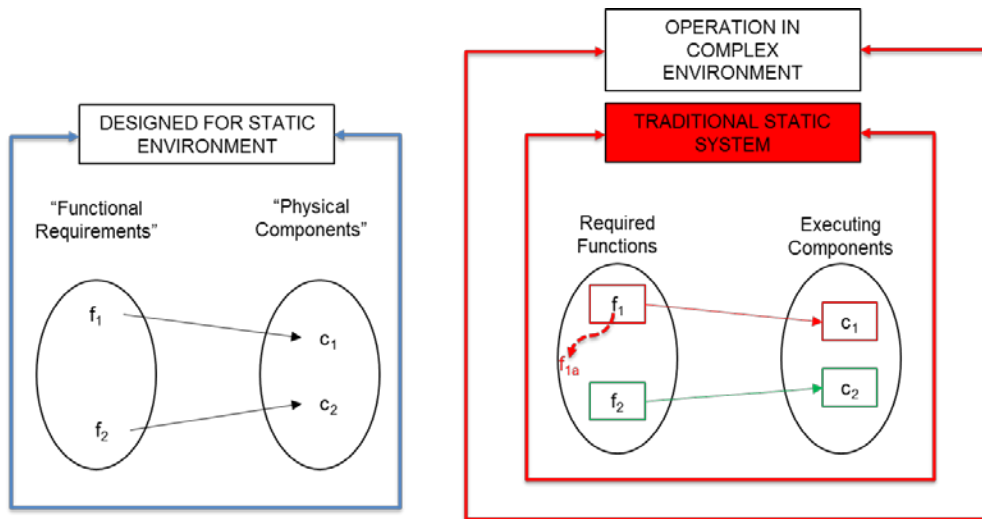 DESIGNED FOR STATIC
ENVIRONMENT
“Functional
Requirements”
“Physical
Components”
f1
c1
c2
f2
OPERATION IN
COMPLEX
ENVIRONMENT
TRADITIONAL STATIC
SYSTEM
Required
Functions
Executing
Components
f1
c1
f1a
f2
c2